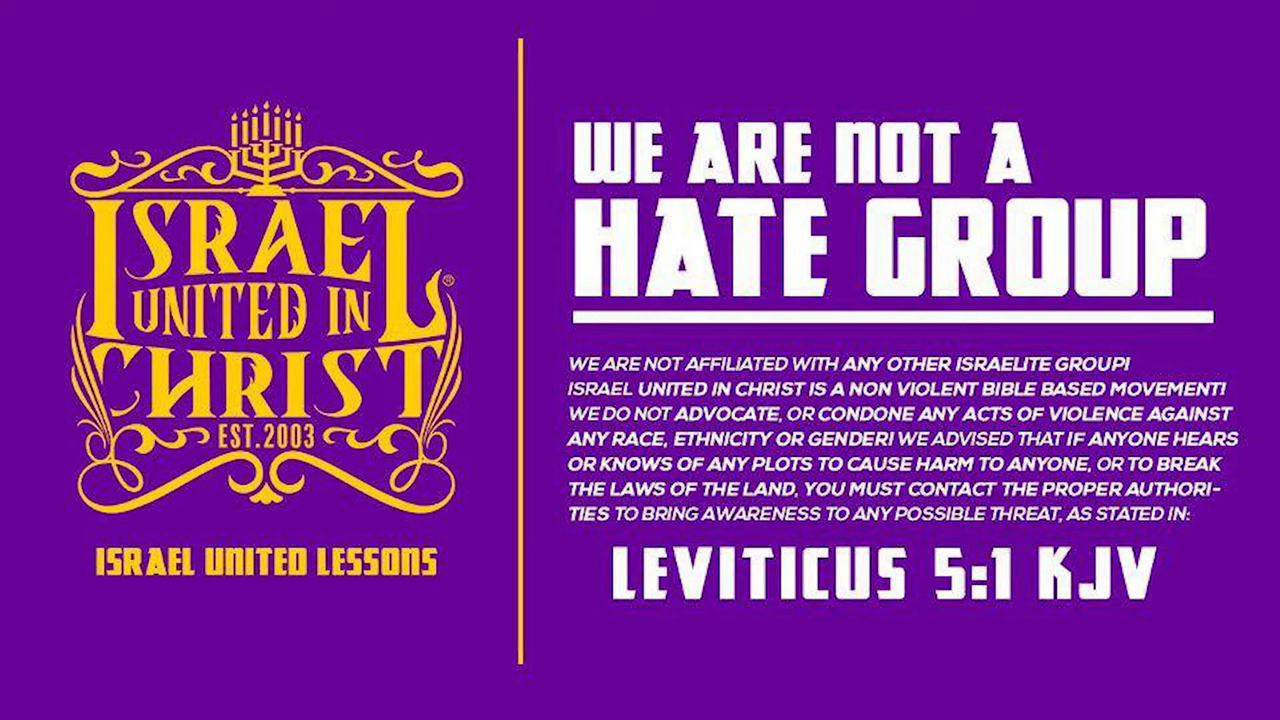 ISRAEL
UNITED IN
CHRIST
®
EST.2003
ISRAEL UNITED LESSONS
WE ARE NOT A
HATE GROUP
WE ARE NOT AFFILIATED WITH ANY OTHER ISRAELITE GROUP!
ISRAEL UNITED IN CHRIST IS A NON VIOLENT BIBLE BASED MOVEMENT!
WE DO NOT ADVOCATE, OR CONDONE ANY ACTS OF VIOLENCE AGAINST
ANY RACE, ETHNICITY OR GENDER! WE ADVISED THAT IF ANYONE HEARS
OR KNOWS OF ANY PLOTS TO CAUSE HARM TO ANYONE, OR TO BREAK
THE LAWS OF THE LAND, YOU MUST CONTACT THE PROPER AUTHORI-
TIES TO BRING AWARENESS TO ANY POSSIBLE THREAT, AS STATED IN:
LEVITICUS 5:1 KJV